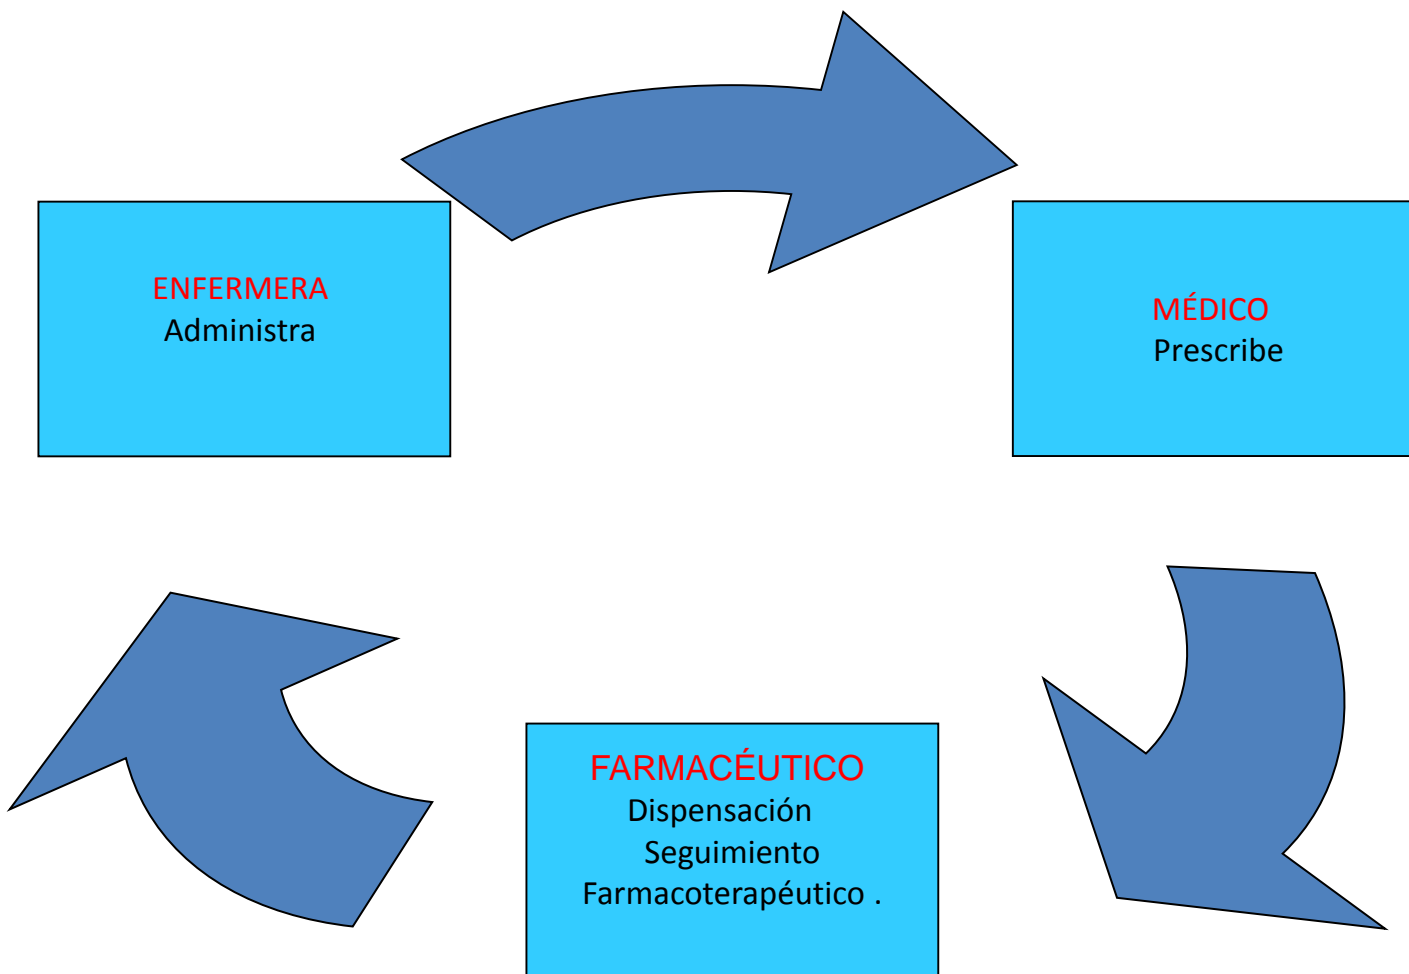 ENFERMERA
Administra
MÉDICO
Prescribe
FARMACÉUTICO
Dispensación
Seguimiento
Farmacoterapéutico .